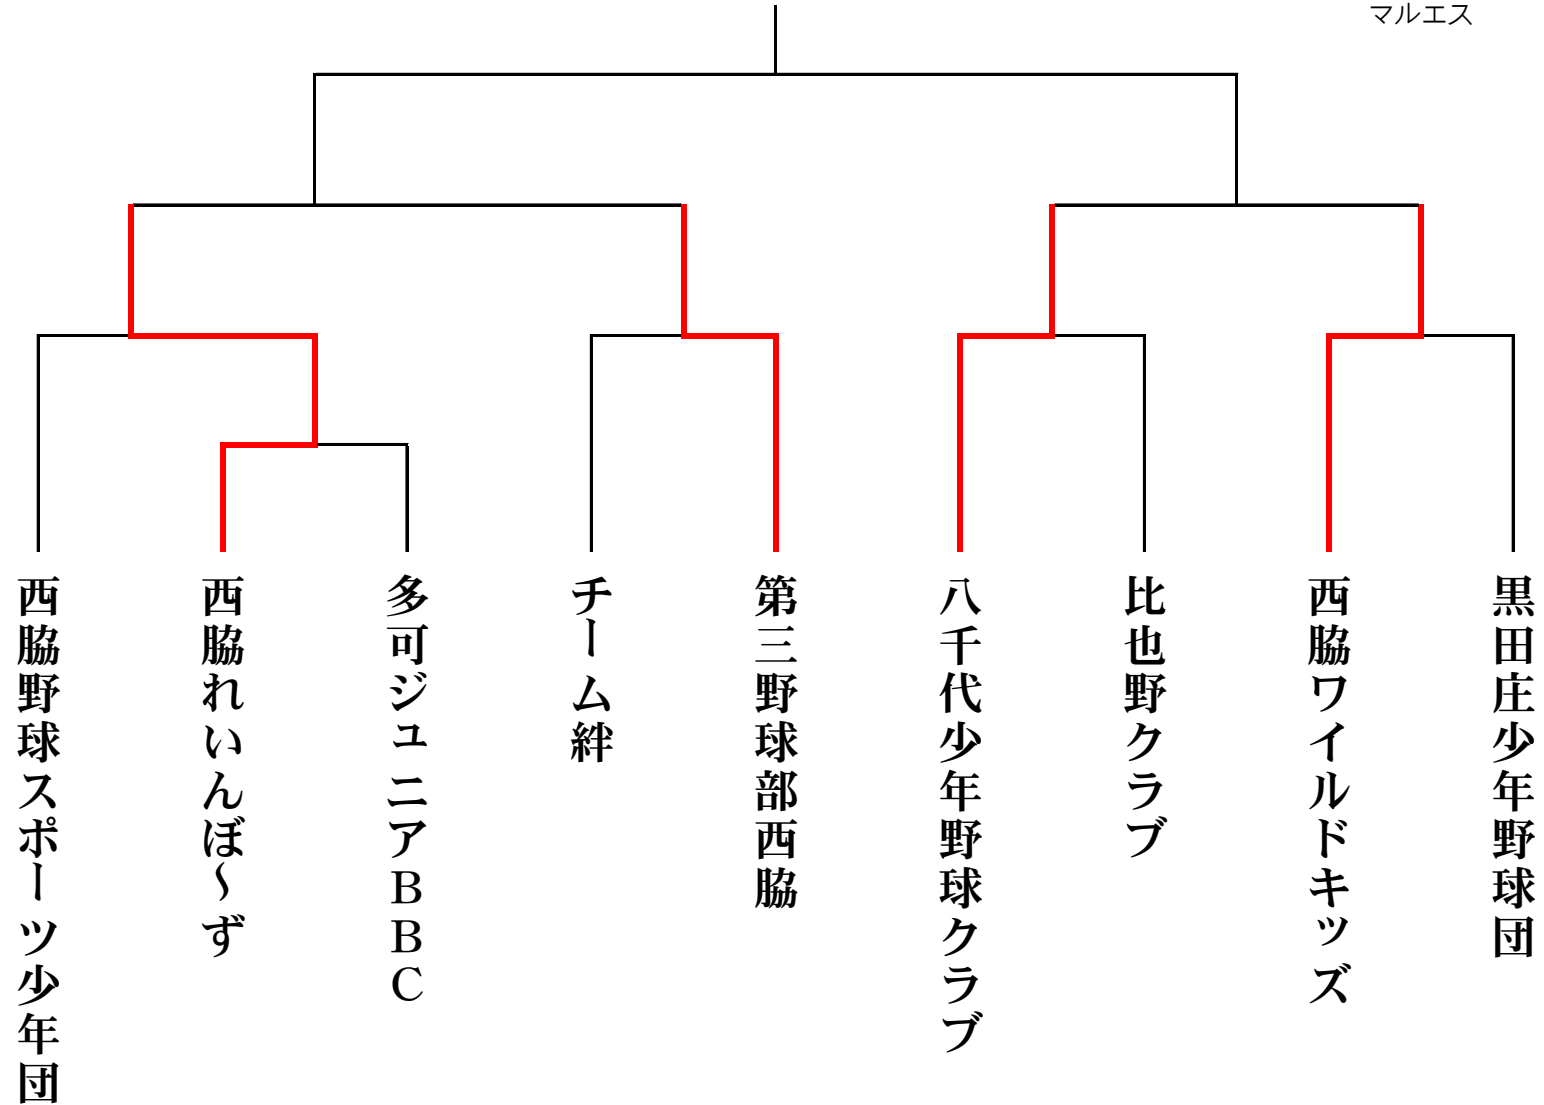 マルエス
西脇野球スポーツ少年団
西脇れいんぼ～ず
多可ジュニアＢＢＣ
チーム絆
第三野球部西脇
八千代少年野球クラブ
比也野クラブ
西脇ワイルドキッズ
黒田庄少年野球団